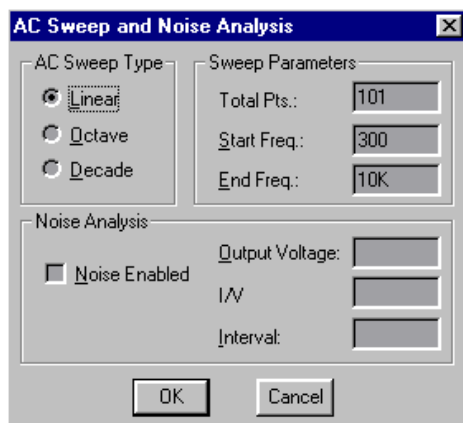 AC Sweep and Noise Analysis
AC Sweep Type
Linear
Octave
Decade
Sweep Parameters
Total Pts.: 101
Start Freq.: 300
End Freq.: 10K
Noise Analysis
Noise Enabled
Output Voltage:
I/V
Interval:
OK Cancel